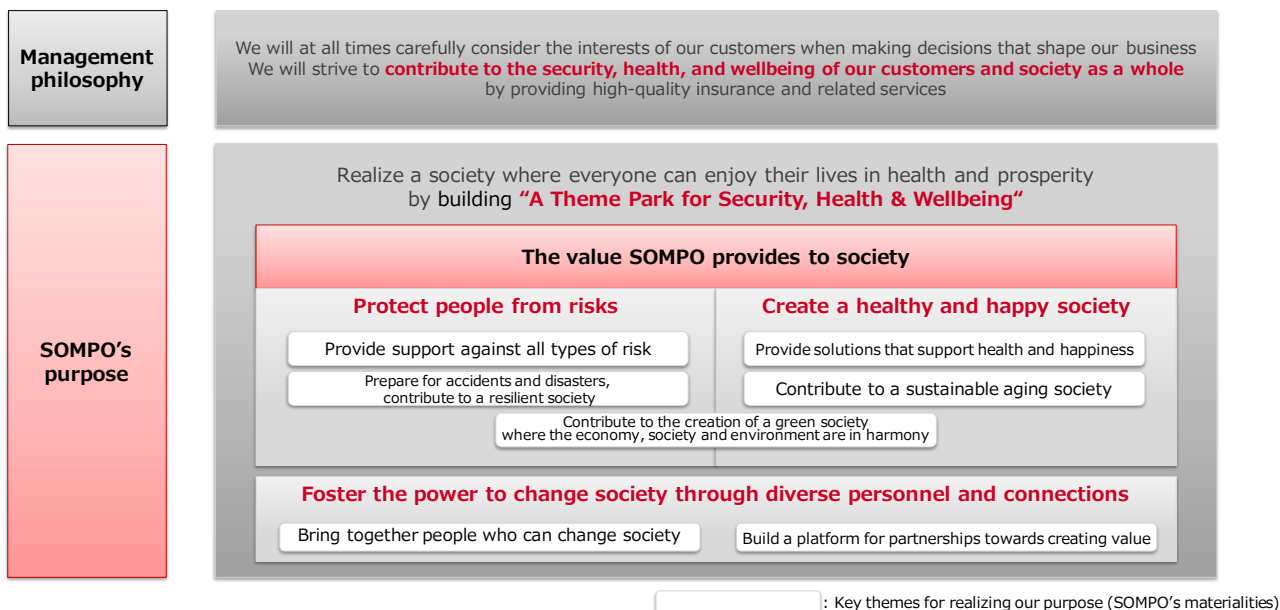 Management
philosophy
We will at all times carefully consider the interests of our customers when making decisions that shape our business
We will strive to contribute to the security, health, and wellbeing of our customers and society as a whole
by providing high-quality insurance and related services
SOMPO's
purpose
Realize a society where everyone can enjoy their lives in health and prosperity
by building “A Theme Park for Security, Health & Wellbeing“
The value SOMPO provides to society
Protect people from risks
Provide support against all types of risk
Prepare for accidents and disasters,
contribute to a resilient society
Create a healthy and happy society
Provide solutions that support health and happiness
Contribute to a sustainable aging society
Contribute to the creation of a green society
where the economy, society and environment are in harmony
Foster the power to change society through diverse personnel and connections
Bring together people who can change society
Build a platform for partnerships towards creating value
: Key themes for realizing our purpose (SOMPO's materialities)